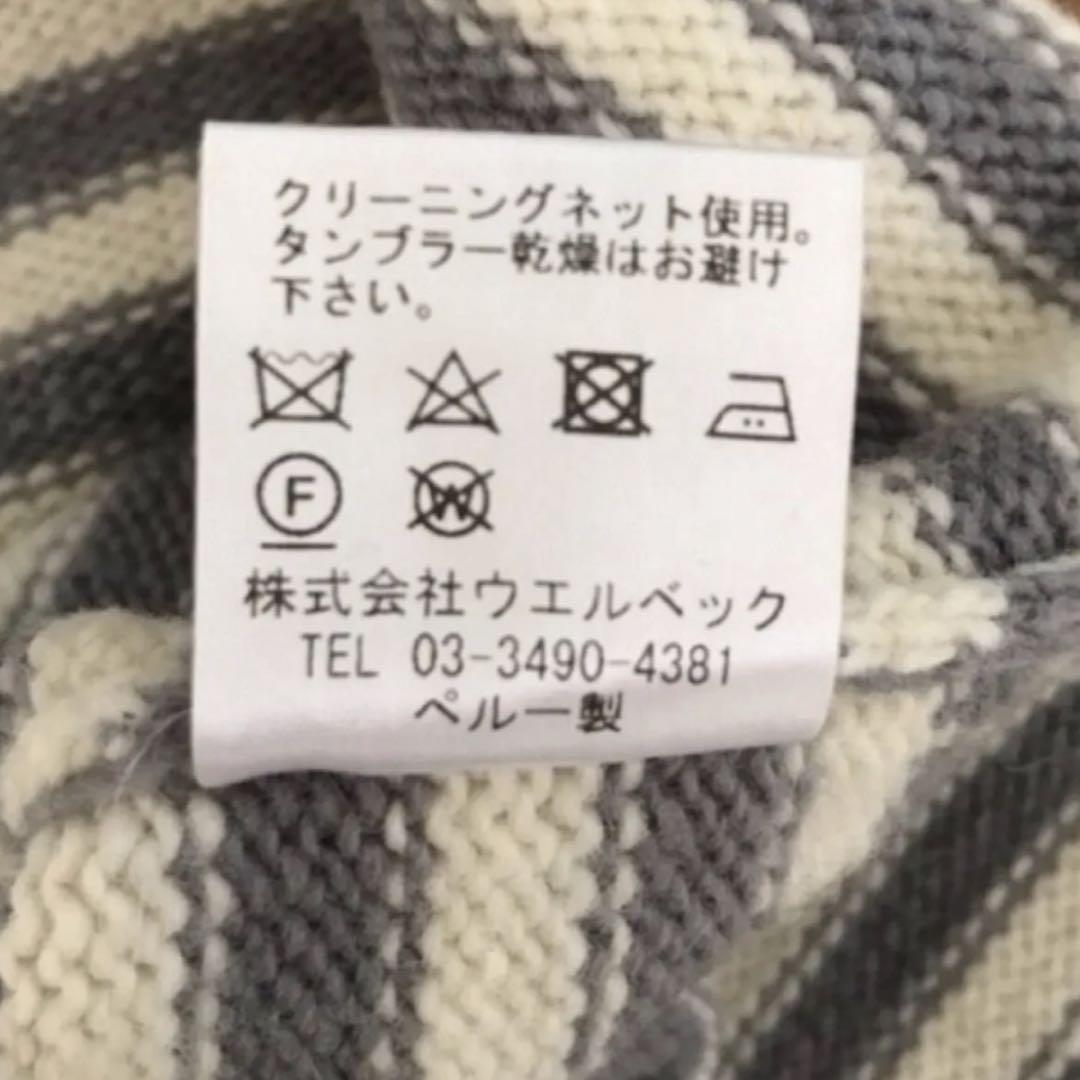 クリーニングネット使用。
タンブラー乾燥はお避け
下さい。
F W
株式会社ウエルベック
TEL 03-3490-4381
ペルー製